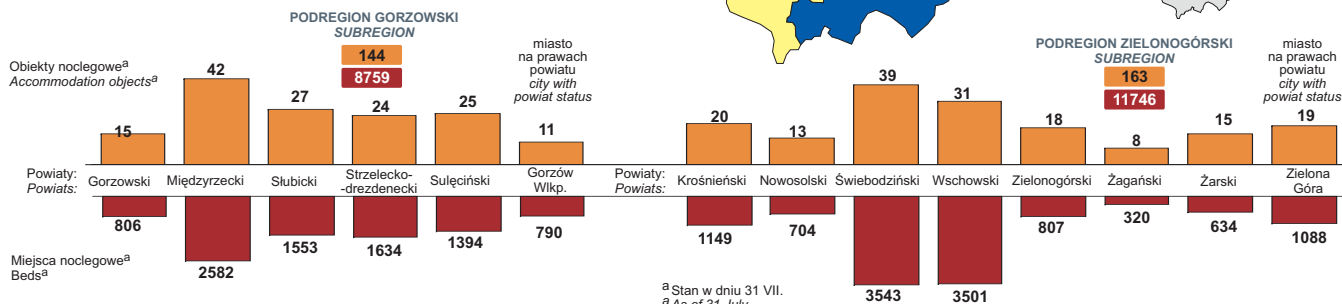 PODREGION GORZOWSKI
SUBREGION
144
8759
Obiekty noclegowe^a
Accommodation objects^a
15
42
27
24
25
miasto
na prawach
powiatu
city with
powiat status
11
Powiaty:
Powiats:
Gorzowski
Międzyrzecki
Słubicki
Strzelecko-
-drezdenecki
Sulęciński
Gorzów
Wlkp.
806
2582
1553
1634
1394
790
Miejsca noclegowe^a
Beds^a
PODREGION ZIELONOGÓRSKI
SUBREGION
163
11746
20
13
39
31
18
8
15
miasto
na prawach
powiatu
city with
powiat status
19
Powiaty:
Powiats:
Krośnieński
Nowosolski
Świebodziński
Wschowski
Zielonogórski
Żagański
Żarski
Zielona
Góra
1149
704
3543
3501
807
320
634
1088
^a Stan w dniu 31 VII.
^a As of 31 July.